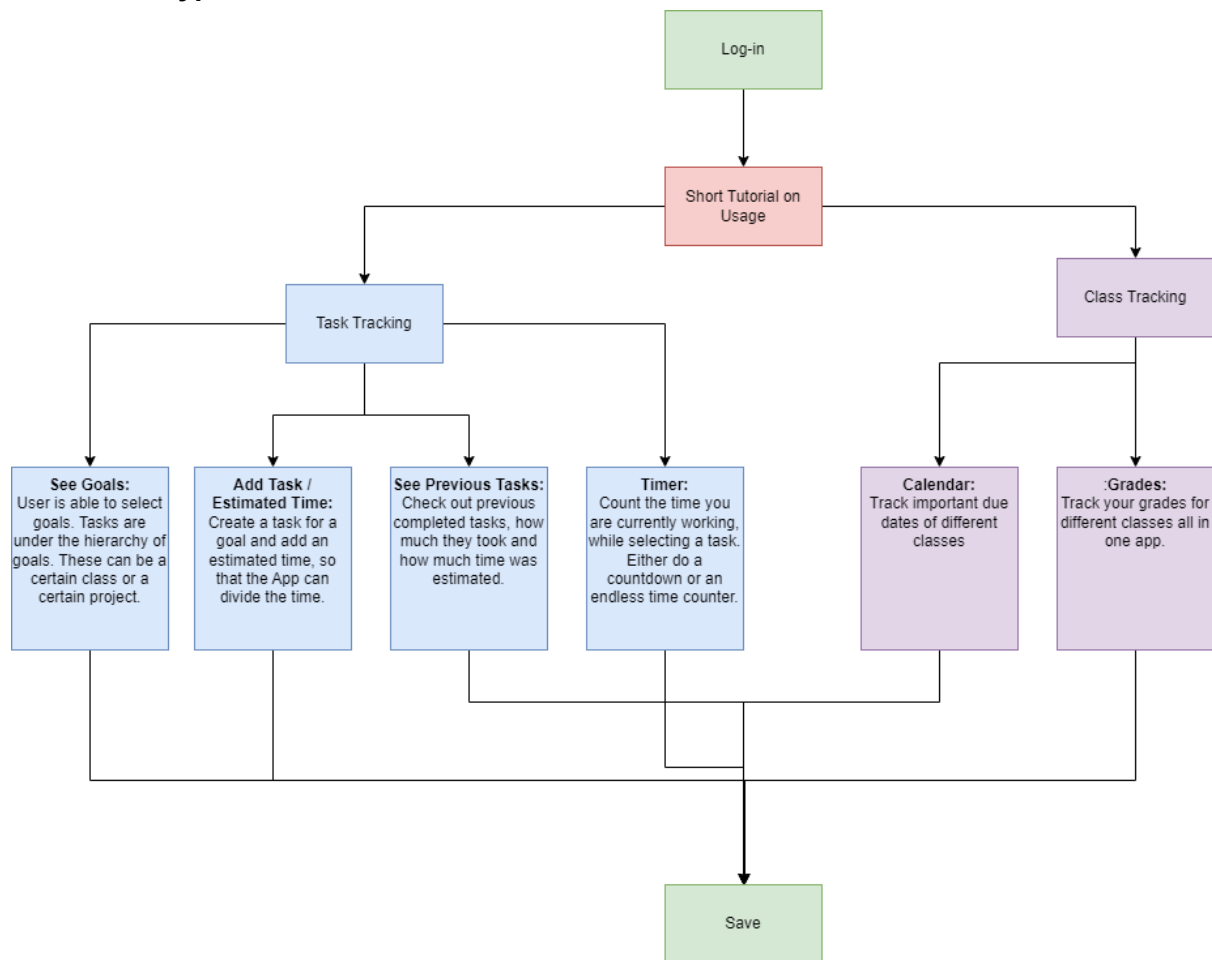 Log-in
Short Tutorial on
Usage
Task Tracking
Class Tracking
See Goals:
User is able to select
goals. Tasks are
under the hierarchy of
goals. These can be a
certain class or a
certain project.
Add Task /
Estimated Time:
Create a task for a
goal and add an
estimated time, so
that the App can
divide the time.
See Previous Tasks:
Check out previous
completed tasks, how
much they took and
how much time was
estimated.
Timer:
Count the time you
are currently working,
while selecting a task.
Either do a
countdown or an
endless time counter.
Calendar:
Track important due
dates of different
classes
:Grades:
Track your grades for
different classes all in
one app.
Save